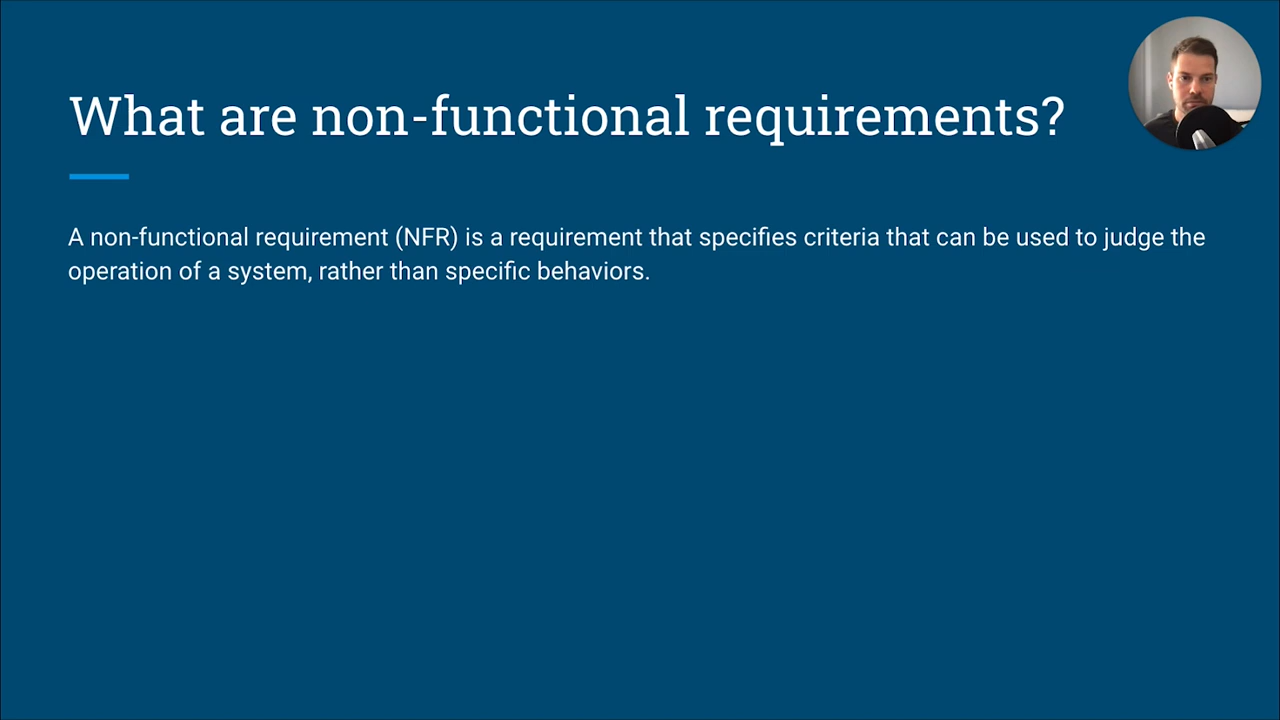 What are non-functional requirements?
A non-functional requirement (NFR) is a requirement that specifies criteria that can be used to judge the
operation of a system, rather than specific behaviors.